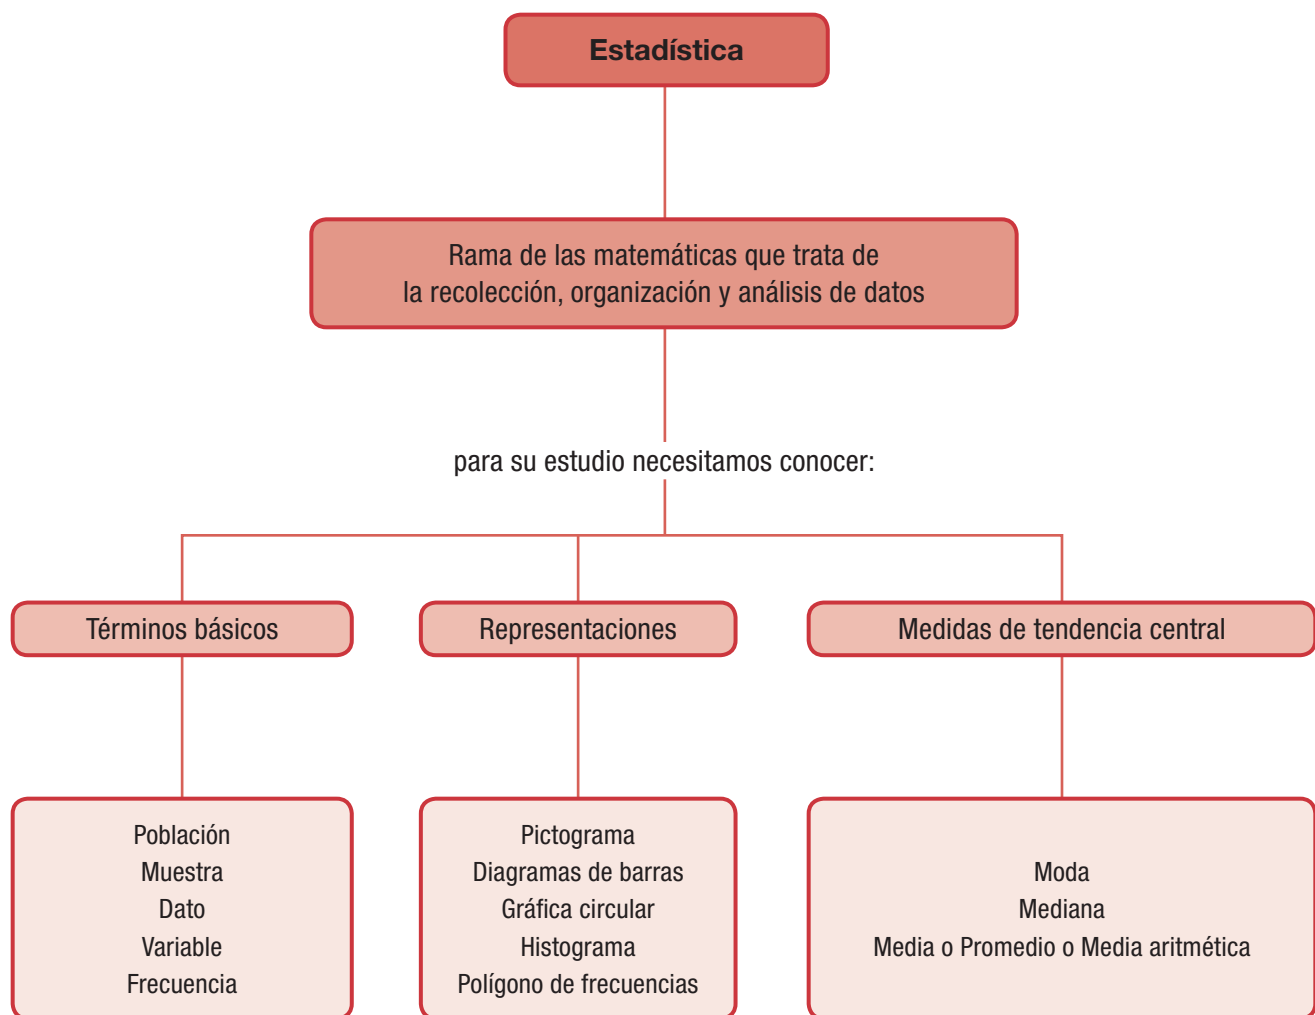 Estadística
Rama de las matemáticas que trata de
la recolección, organización y análisis de datos
para su estudio necesitamos conocer:
Términos básicos
Representaciones
Medidas de tendencia central
Población
Muestra
Dato
Variable
Frecuencia
Pictograma
Diagramas de barras
Gráfica circular
Histograma
Polígono de frecuencias
Moda
Mediana
Media o Promedio o Media aritmética